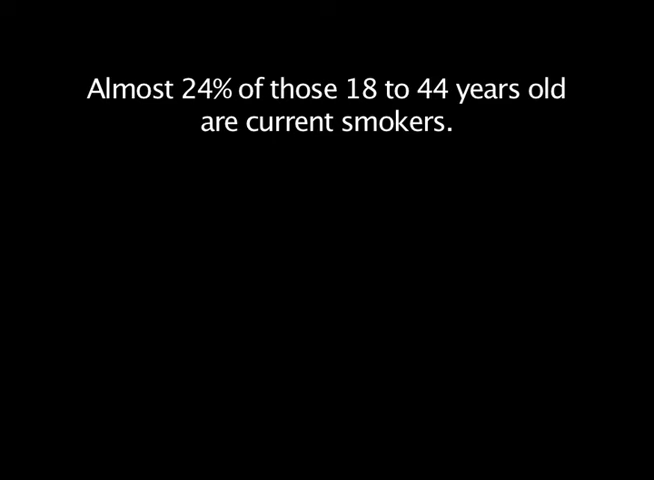 Almost 24% of those 18 to 44 years old
are current smokers.